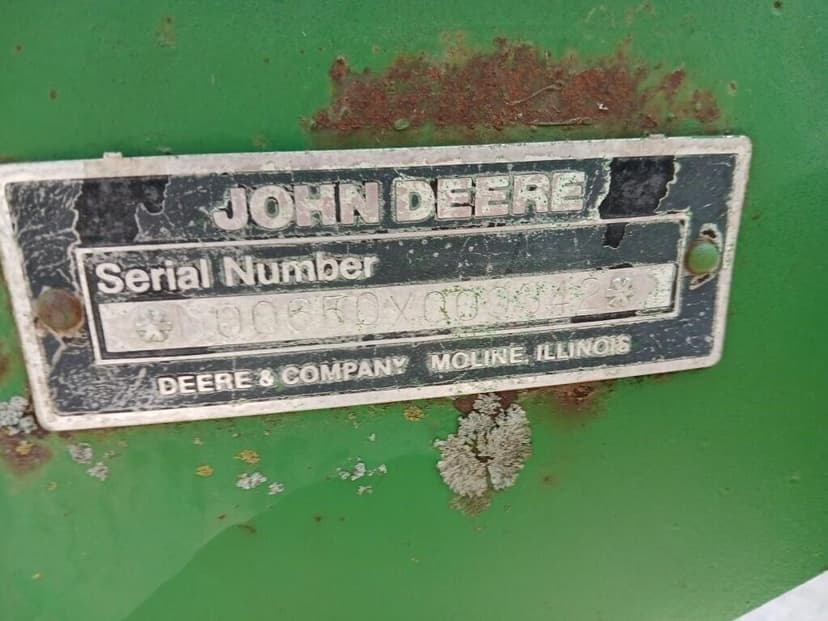 JOHN DEERE
Serial Number
DEERE & COMPANY MOLINE, ILLINOIS